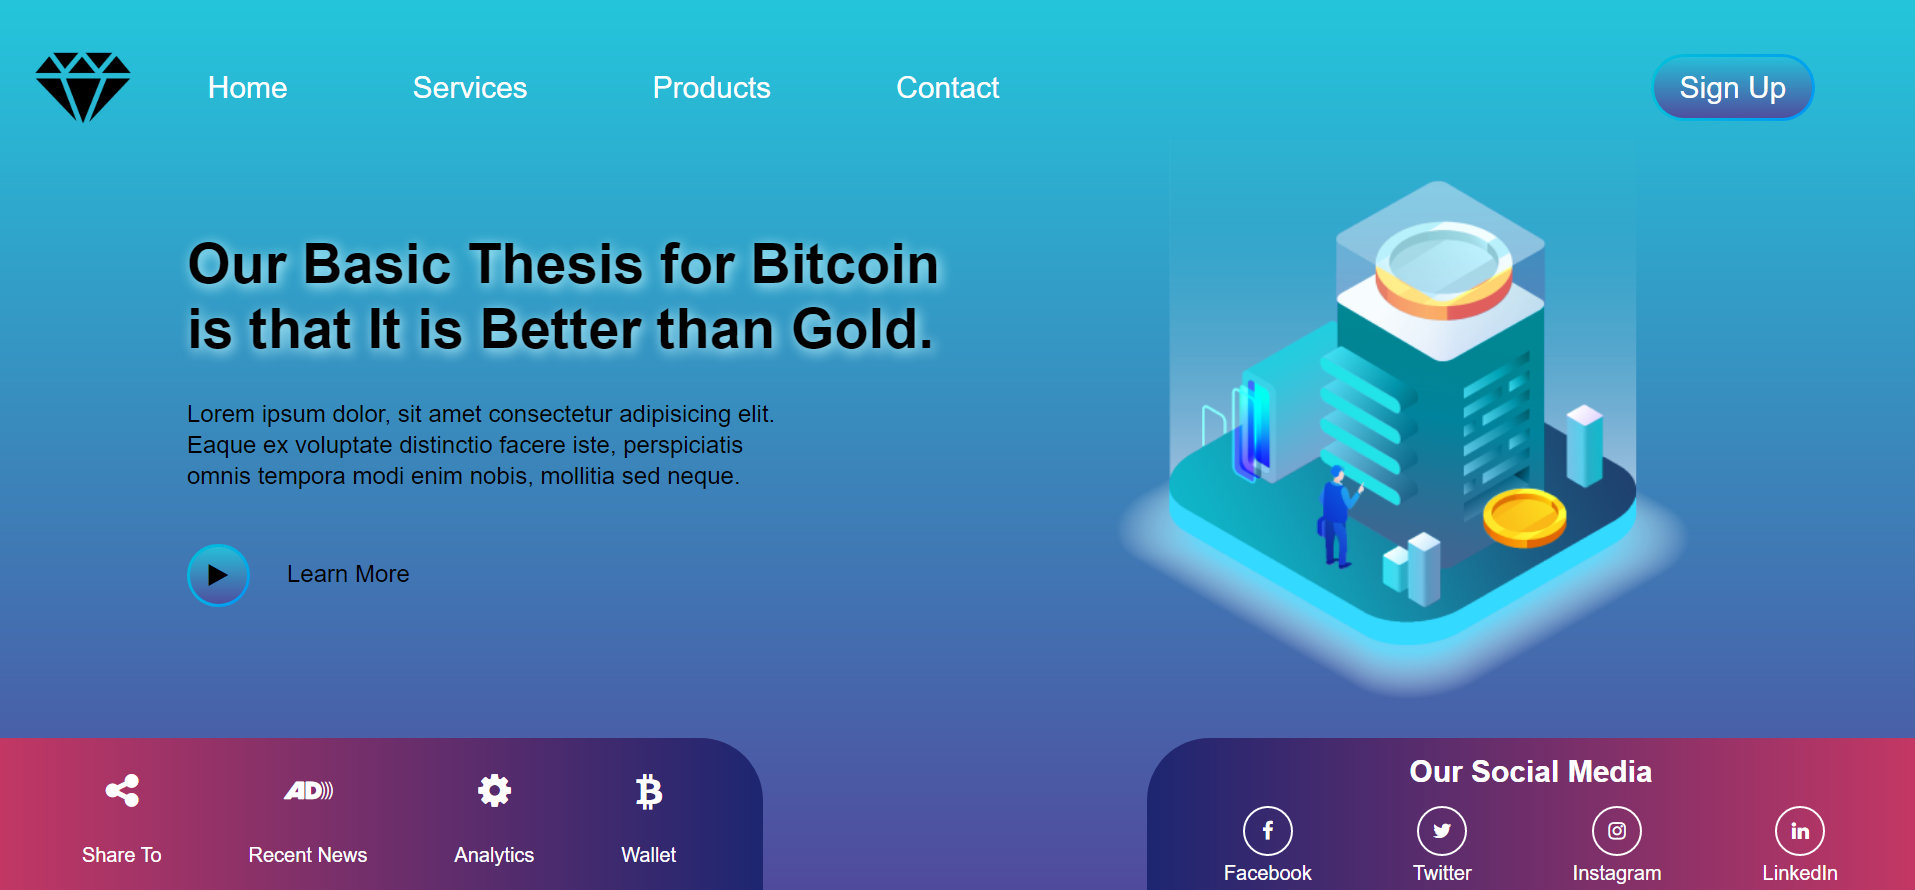 Home Services Products Contact Sign Up
Our Basic Thesis for Bitcoin
is that It is Better than Gold.
Lorem ipsum dolor, sit amet consectetur adipisicing elit.
Eaque ex voluptate distinctio facere iste, perspiciatis
omnis tempora modi enim nobis, mollitia sed neque.
Learn More
AD
Share To Recent News Analytics Wallet
Our Social Media
Facebook Twitter Instagram LinkedIn